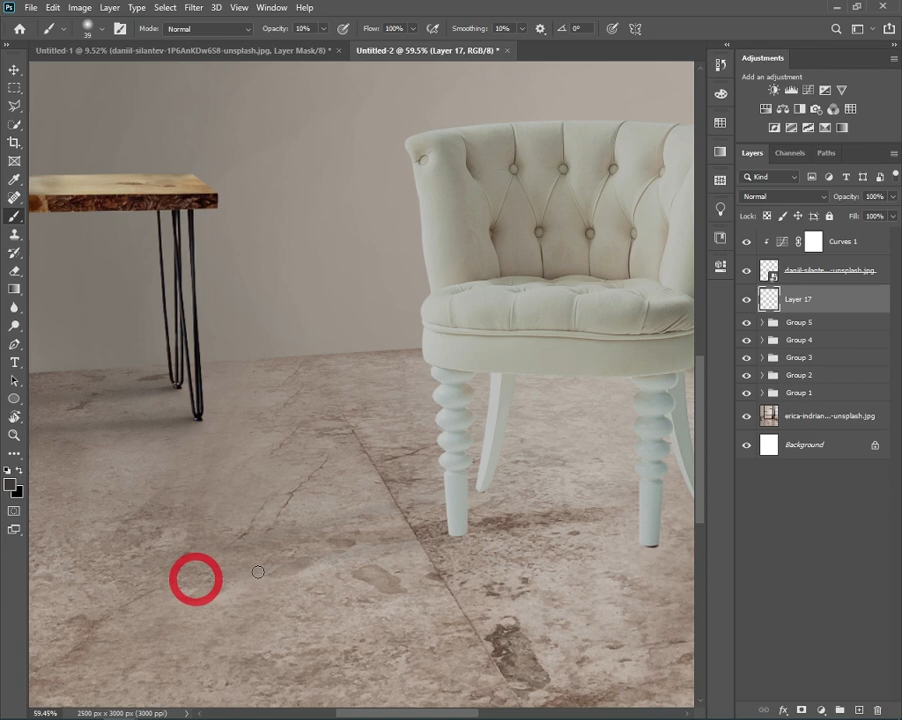 Ps File Edit Image Layer Type Select Filter 3D View Window Help
39 Mode: Normal Opacity: 10% Flow: 100% Smoothing: 10% 0°
Untitled-1 @ 9.52% (daniil-silantev-1P6AnKDw6S8-unsplash.jpg, Layer Mask/8) * × Untitled-2 @ 59.5% (Layer 17, RGB/8) * ×
Adjustments
Add an adjustment
Layers Channels Paths
Kind
Normal Opacity: 100%
Lock: Fill: 100%
Curves 1
daniil-silante...-unsplash.jpg
Layer 17
Group 5
Group 4
Group 3
Group 2
Group 1
erica-indrian...-unsplash.jpg
Background
59.45% 2500 px x 3000 px (3000 ppi)